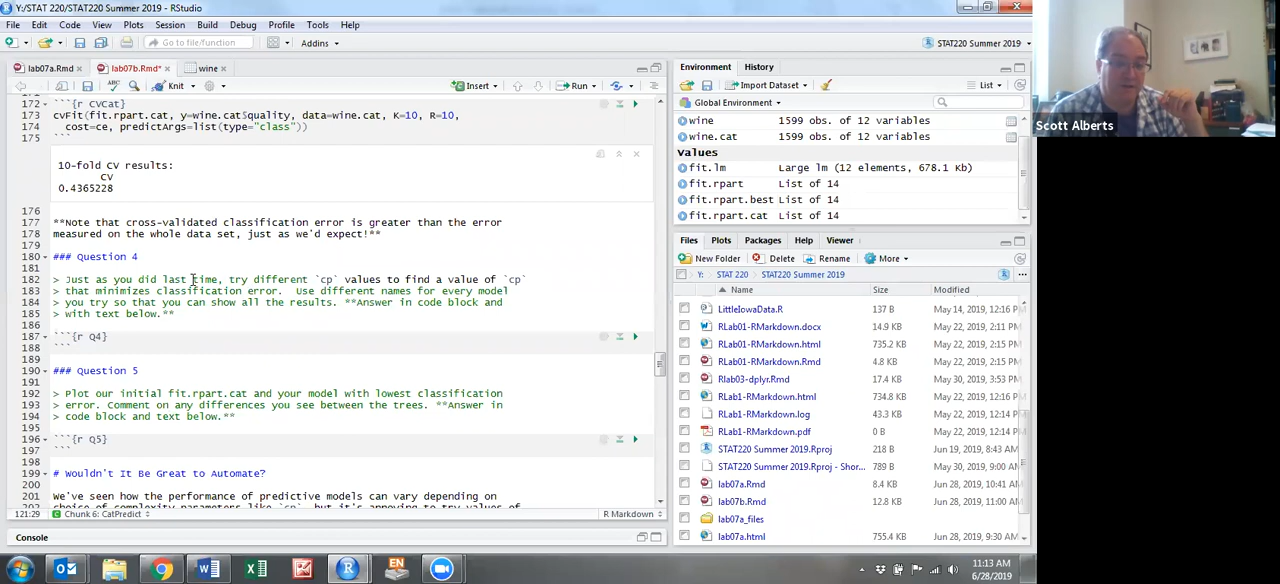 Y:/STAT 220/STAT220 Summer 2019 - RStudio
File Edit Code View Plots Session Build Debug Profile Tools Help
Go to file/function Addins STAT220 Summer 2019
lab07a.Rmd lab07b.Rmd* wine
Knit Insert Run
172 ```{r CVCat}
173 cvFit(fit.rpart.cat, y=wine.cat$quality, data=wine.cat, K=10, R=10,
174 cost=ce, predictArgs=list(type="class"))
175 ```
10-fold CV results:
CV
0.4365228
176
177 **Note that cross-validated classification error is greater than the error
178 measured on the whole data set, just as we'd expect!**
179
180 ### Question 4
181
182 > Just as you did last time, try different `cp` values to find a value of `cp`
183 > that minimizes classification error. Use different names for every model
184 > you try so that you can show all the results. **Answer in code block and
185 > with text below.**
186
187 ```{r Q4}
188 ```
189
190 ### Question 5
191
192 > Plot our initial fit.rpart.cat and your model with lowest classification
193 > error. Comment on any differences you see between the trees. **Answer in
194 > code block and text below.**
195
196 ```{r Q5}
197 ```
198
199 # Wouldn't It Be Great to Automate?
200
201 We've seen how the performance of predictive models can vary depending on
121:29 Chunk 6: CatPredict R Markdown
Console
Environment History
Import Dataset List
Global Environment
wine 1599 obs. of 12 variables
wine.cat 1599 obs. of 12 variables
Values
fit.lm Large lm (12 elements, 678.1 Kb)
fit.rpart List of 14
fit.rpart.best List of 14
fit.rpart.cat List of 14
Files Plots Packages Help Viewer
New Folder Delete Rename More
Y: STAT 220 STAT220 Summer 2019
Name Size Modified
LittleIowaData.R 137 B May 14, 2019, 12:16 P
RLab01-RMarkdown.docx 14.9 KB May 22, 2019, 2:15 PM
RLab01-RMarkdown.html 735.2 KB May 22, 2019, 2:15 PM
RLab01-RMarkdown.Rmd 4.8 KB May 22, 2019, 2:15 PM
Rlab03-dplyr.Rmd 17.4 KB May 30, 2019, 3:53 PM
RLab1-RMarkdown.html 734.8 KB May 22, 2019, 12:16 P
RLab1-RMarkdown.log 43.3 KB May 22, 2019, 12:14 P
RLab1-RMarkdown.pdf 0 B May 22, 2019, 12:14 P
STAT220 Summer 2019.Rproj 218 B Jun 19, 2019, 8:43 AM
STAT220 Summer 2019.Rproj - Shor... 789 B May 30, 2019, 9:00 AM
lab07a.Rmd 8.4 KB Jun 28, 2019, 10:41 A
lab07b.Rmd 12.8 KB Jun 28, 2019, 11:00 A
lab07a_files
lab07a.html 755.4 KB Jun 28, 2019, 9:30 AM
Scott Alberts
EN
11:13 AM
6/28/2019